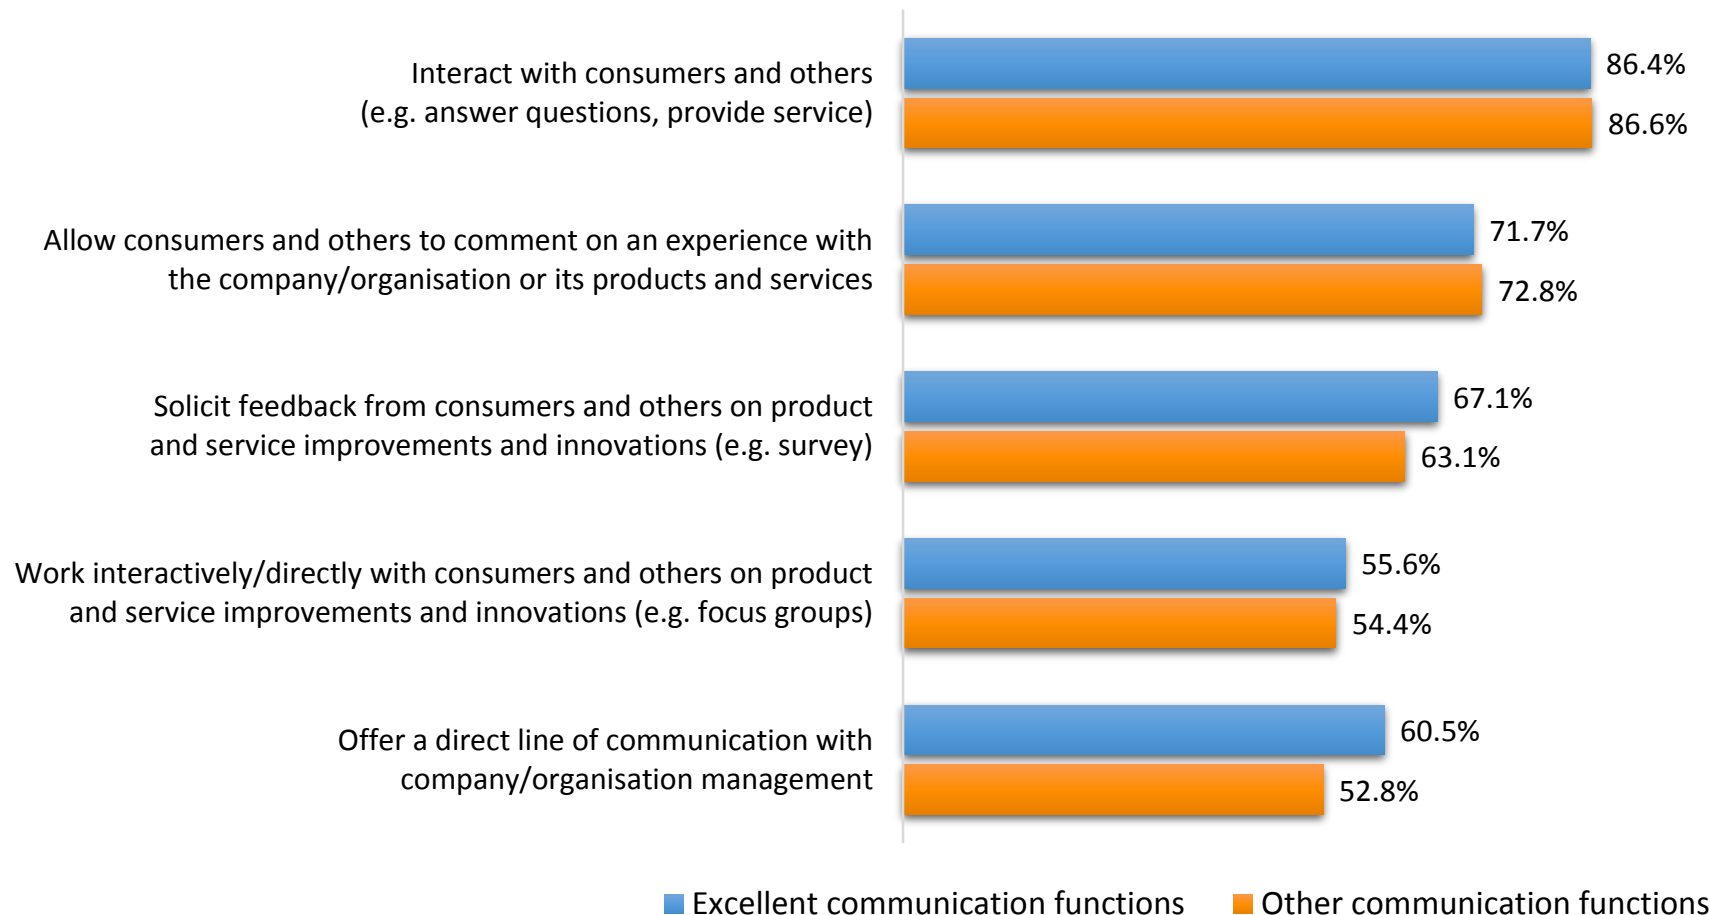 Interact with consumers and others
(e.g. answer questions, provide service)
86.4%
86.6%
Allow consumers and others to comment on an experience with
the company/organisation or its products and services
71.7%
72.8%
Solicit feedback from consumers and others on product
and service improvements and innovations (e.g. survey)
67.1%
63.1%
Work interactively/directly with consumers and others on product
and service improvements and innovations (e.g. focus groups)
55.6%
54.4%
Offer a direct line of communication with
company/organisation management
60.5%
52.8%
Excellent communication functions
Other communication functions